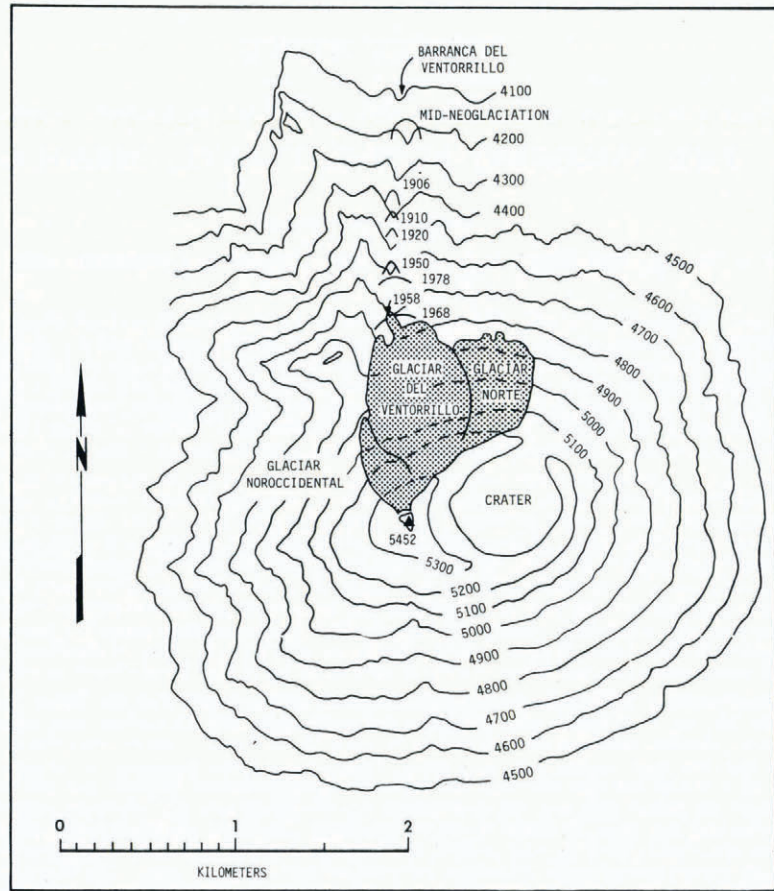 BARRANCA DEL
VENTORRILLO
4100
MID-NEOGLACIATION
4200
4300
1906
4400
1910
1920
4500
1950
4600
1978
1958
4700
1968
4800
GLACIAR
DEL
VENTORRILLO
GLACIAR
NORTE
4900
5000
5100
N
GLACIAR
NOROCCIDENTAL
CRATER
5452
5300
5200
5100
5000
4900
4800
4700
4600
4500
0
1
2
KILOMETERS